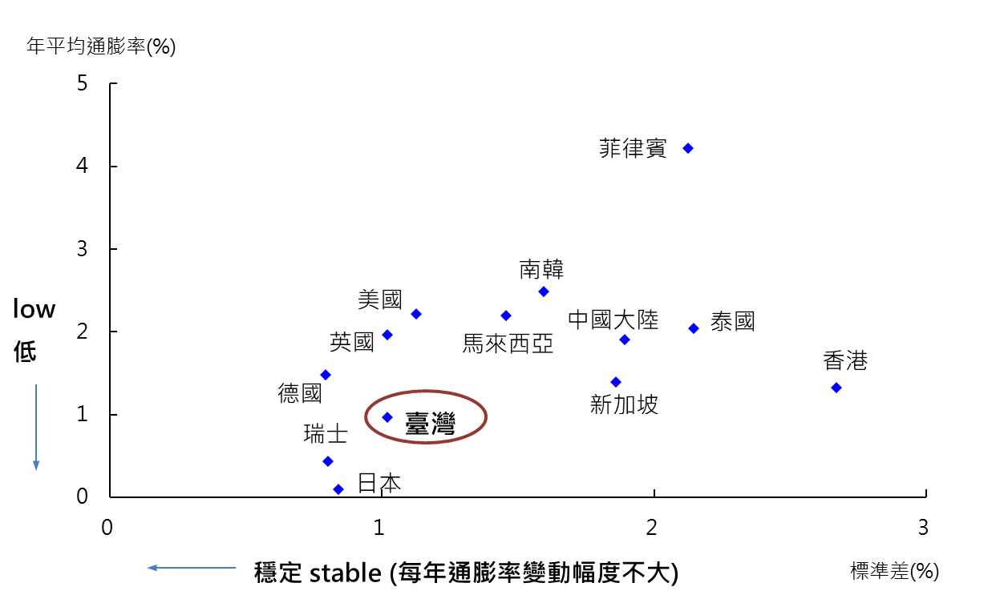 年平均通膨率(%)
5
4
3
2
1
0
low
低
菲律賓
南韓
美國
馬來西亞
中國大陸
泰國
英國
香港
德國
新加坡
臺灣
瑞士
日本
0
1
2
3
穩定 stable (每年通膨率變動幅度不大)
標準差(%)